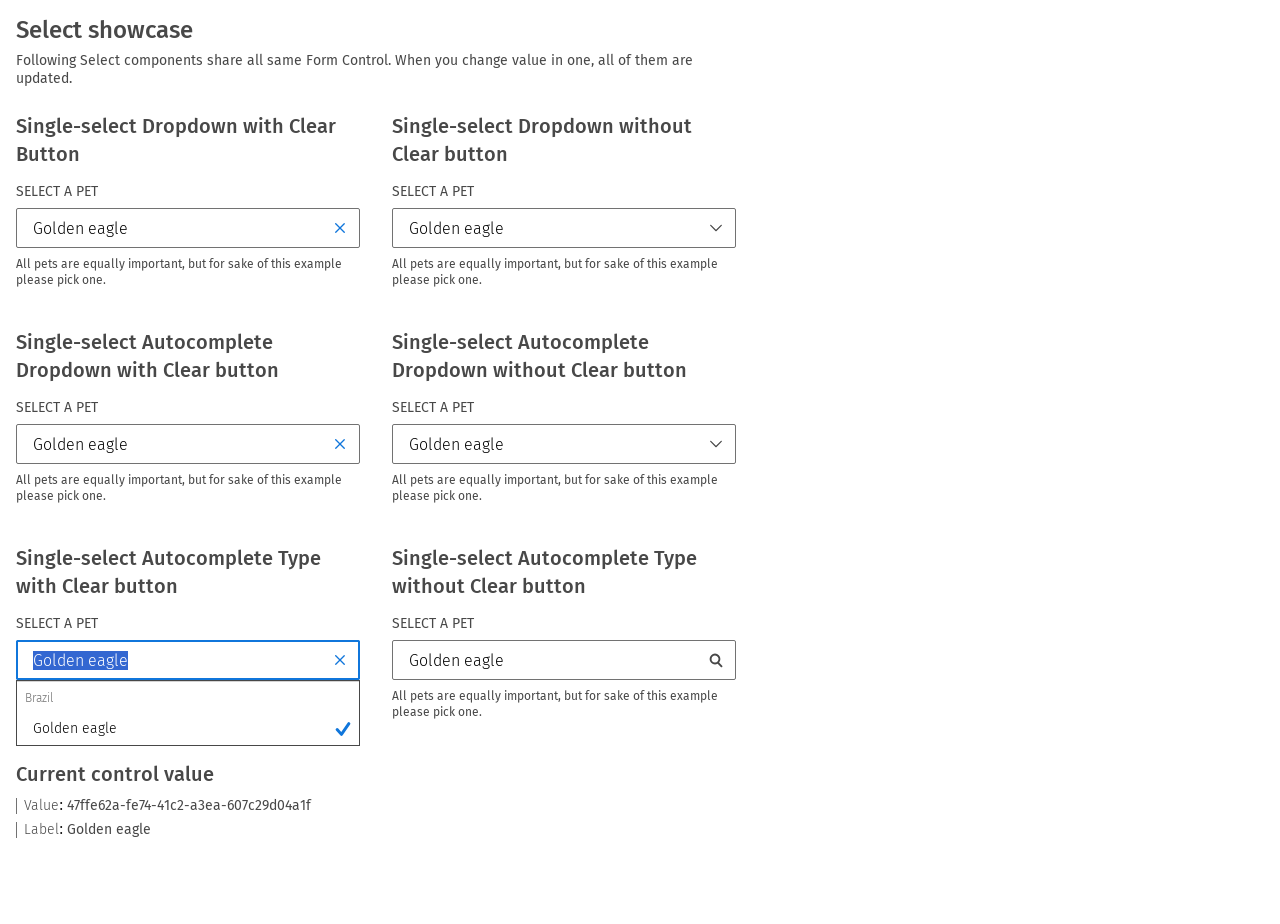 Select showcase
Following Select components share all same Form Control. When you change value in one, all of them are
updated.
Single-select Dropdown with Clear
Button
SELECT A PET
Golden eagle
All pets are equally important, but for sake of this example
please pick one.
Single-select Dropdown without
Clear button
SELECT A PET
Golden eagle
All pets are equally important, but for sake of this example
please pick one.
Single-select Autocomplete
Dropdown with Clear button
SELECT A PET
Golden eagle
All pets are equally important, but for sake of this example
please pick one.
Single-select Autocomplete
Dropdown without Clear button
SELECT A PET
Golden eagle
All pets are equally important, but for sake of this example
please pick one.
Single-select Autocomplete Type
with Clear button
SELECT A PET
Golden eagle
Brazil
Golden eagle
Single-select Autocomplete Type
without Clear button
SELECT A PET
Golden eagle
All pets are equally important, but for sake of this example
please pick one.
Current control value
Value: 47ffe62a-fe74-41c2-a3ea-607c29d04a1f
Label: Golden eagle